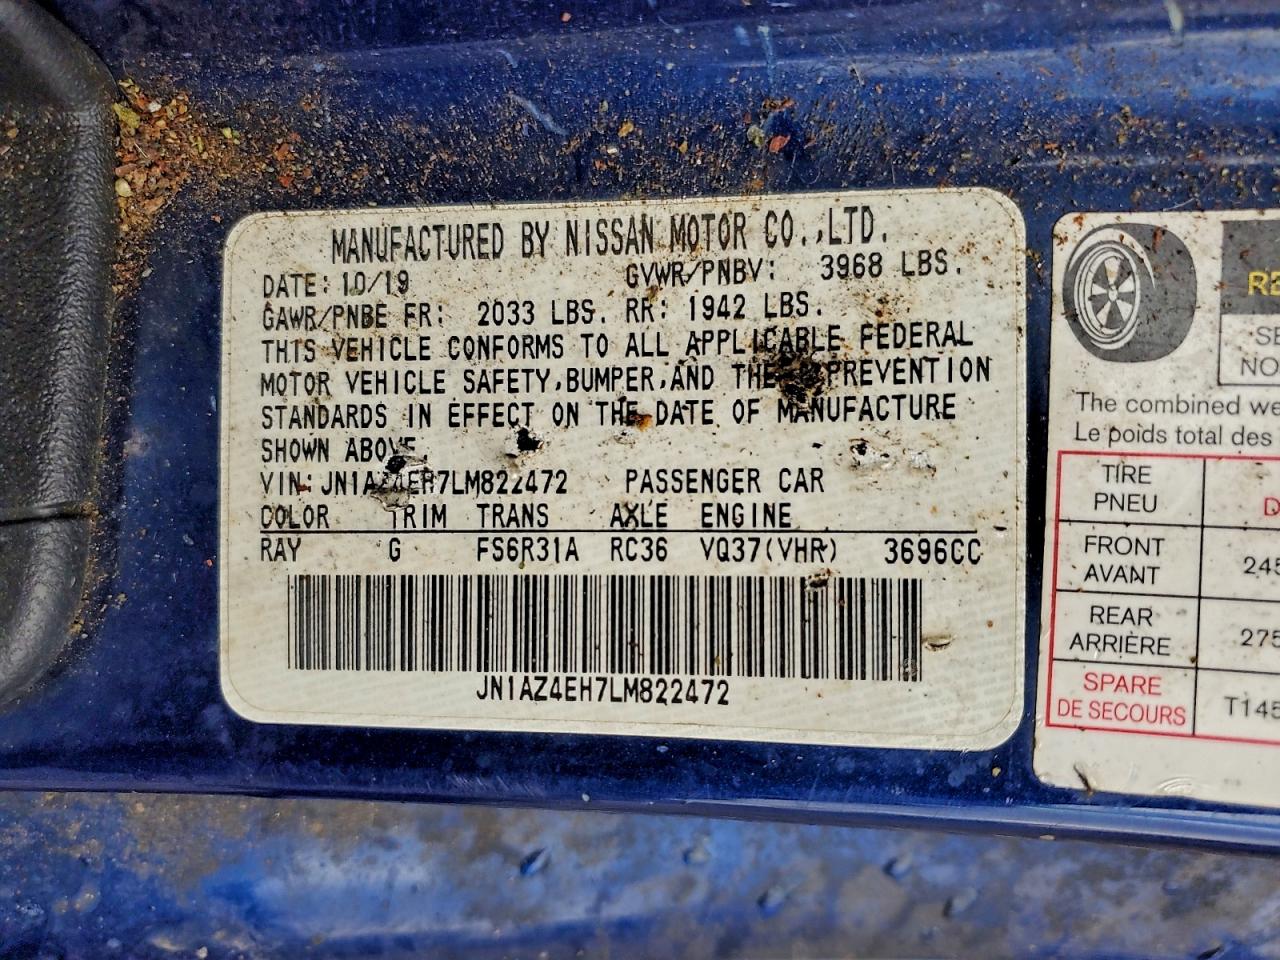 MANUFACTURED BY NISSAN MOTOR CO.,LTD.
DATE: 10/19 GVWR/PNBV: 3968 LBS.
GAWR/PNBE FR: 2033 LBS. RR: 1942 LBS.
THIS VEHICLE CONFORMS TO ALL APPLICABLE FEDERAL
MOTOR VEHICLE SAFETY,BUMPER,AND PREVENTION
STANDARDS IN EFFECT ON THE DATE OF MANUFACTURE
SHOWN ABOVE
VIN:JN1AZ4EH7LM822472 PASSENGER CAR
COLOR TRIM TRANS AXLE ENGINE
RAY G FS6R31A RC36 VQ37(VHR) 3696CC
JN1AZ4EH7LM822472
The combined we
Le poids total des
TIRE
PNEU D
FRONT
AVANT 245
REAR
ARRIÈRE 275
SPARE
DE SECOURS T145